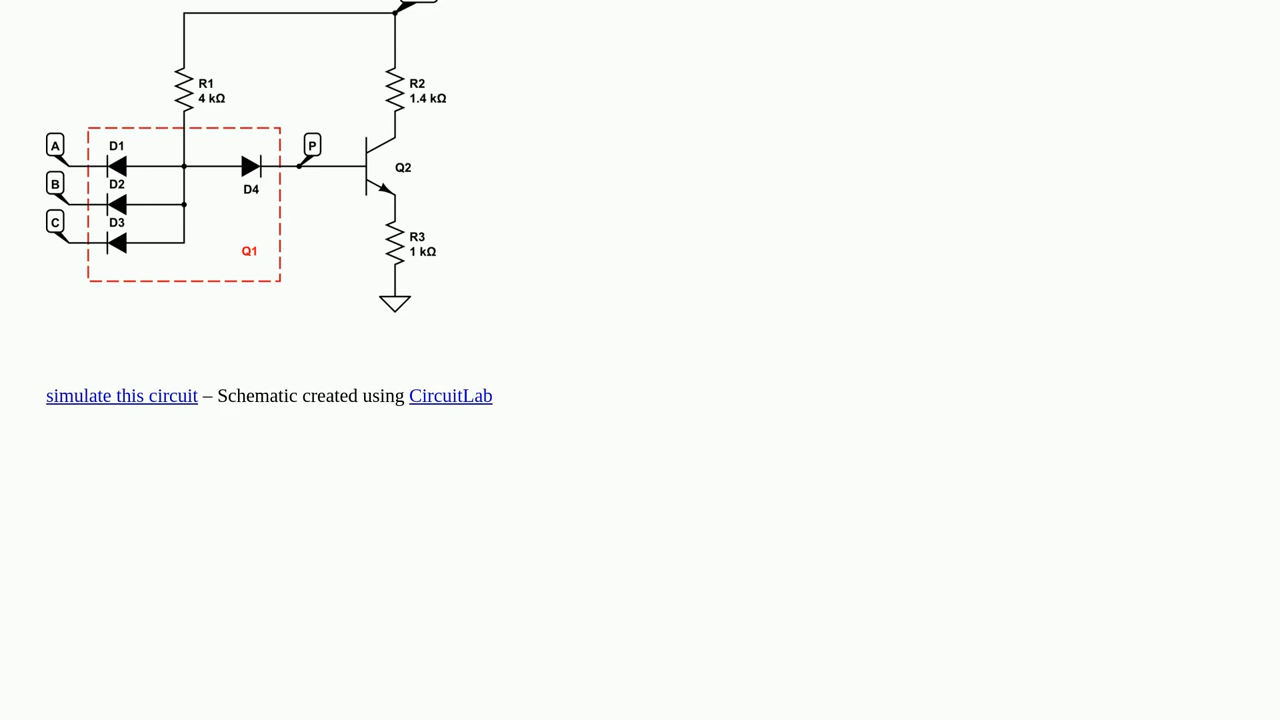 R1
4 kΩ
R2
1.4 kΩ
A
D1
P
Q2
B
D2
D4
C
D3
Q1
R3
1 kΩ
simulate this circuit – Schematic created using CircuitLab